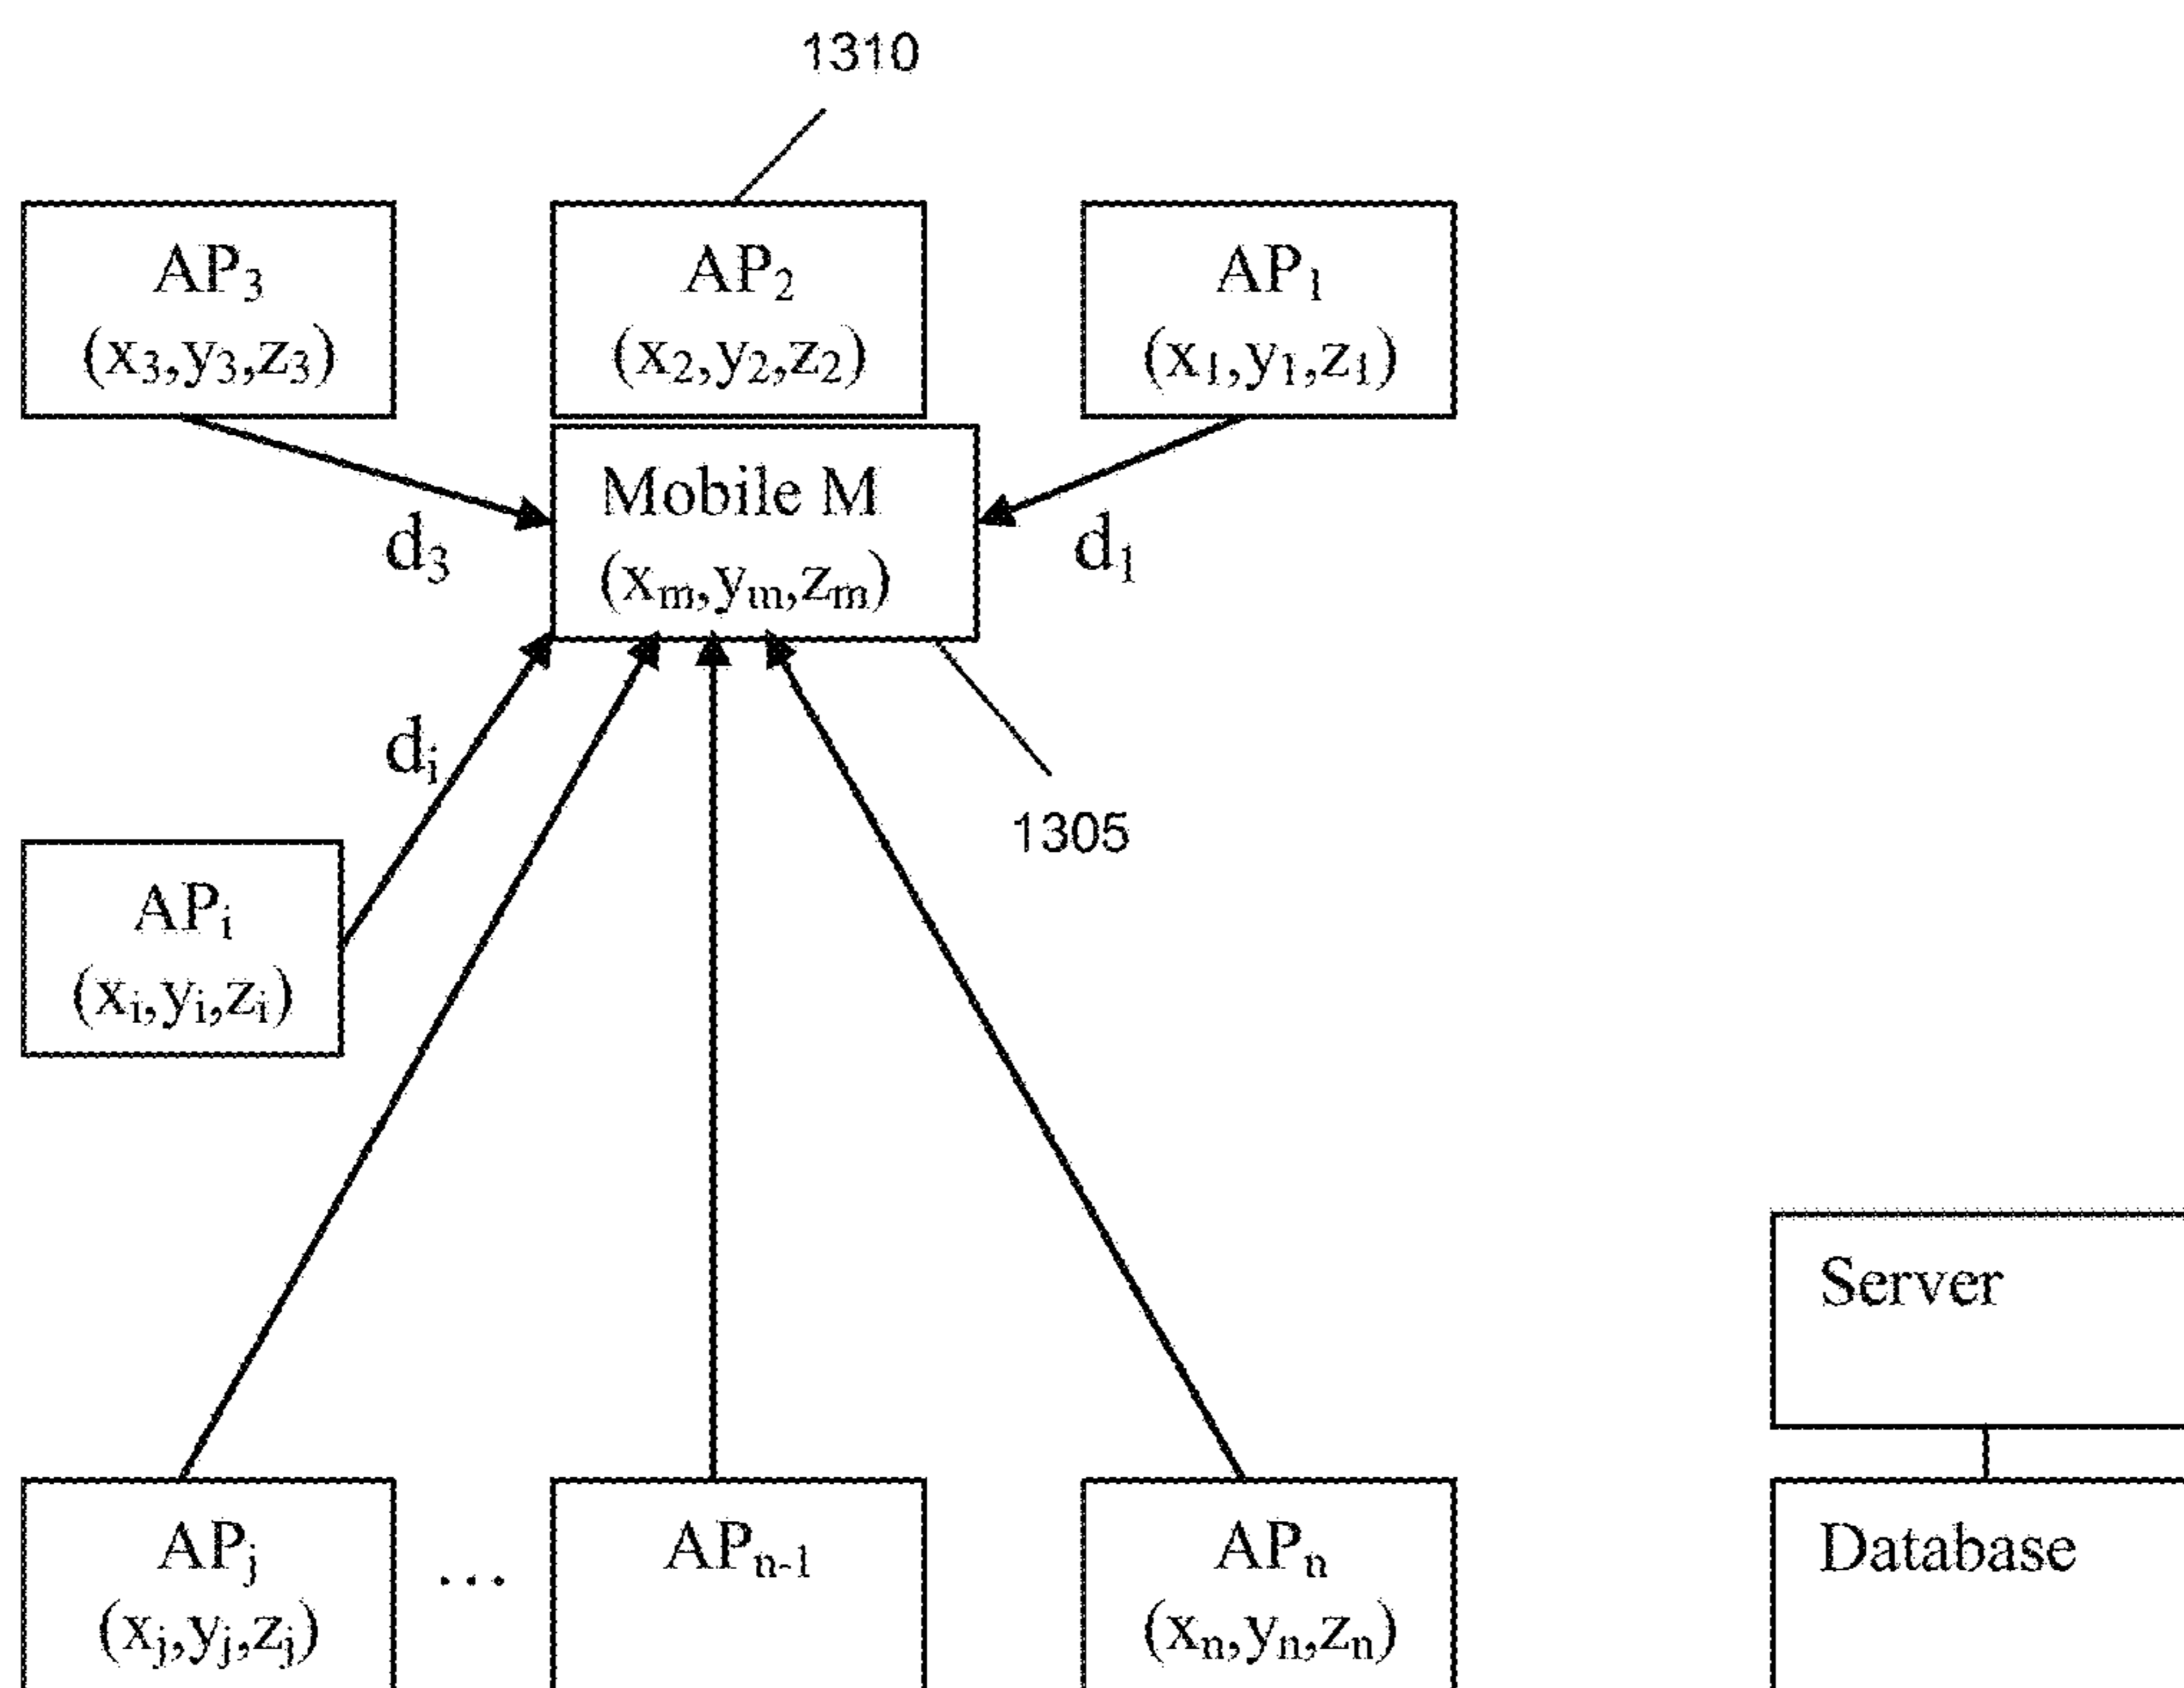 1310
AP₃
(x₃,y₃,z₃)
AP₂
(x₂,y₂,z₂)
AP₁
(x₁,y₁,z₁)
Mobile M
(xₘ,yₘ,zₘ)
d₃
d₁
dᵢ
1305
APᵢ
(xᵢ,yᵢ,zᵢ)
Server
APⱼ
(xⱼ,yⱼ,zⱼ)
...
APₙ₋₁
APₙ
(xₙ,yₙ,zₙ)
Database